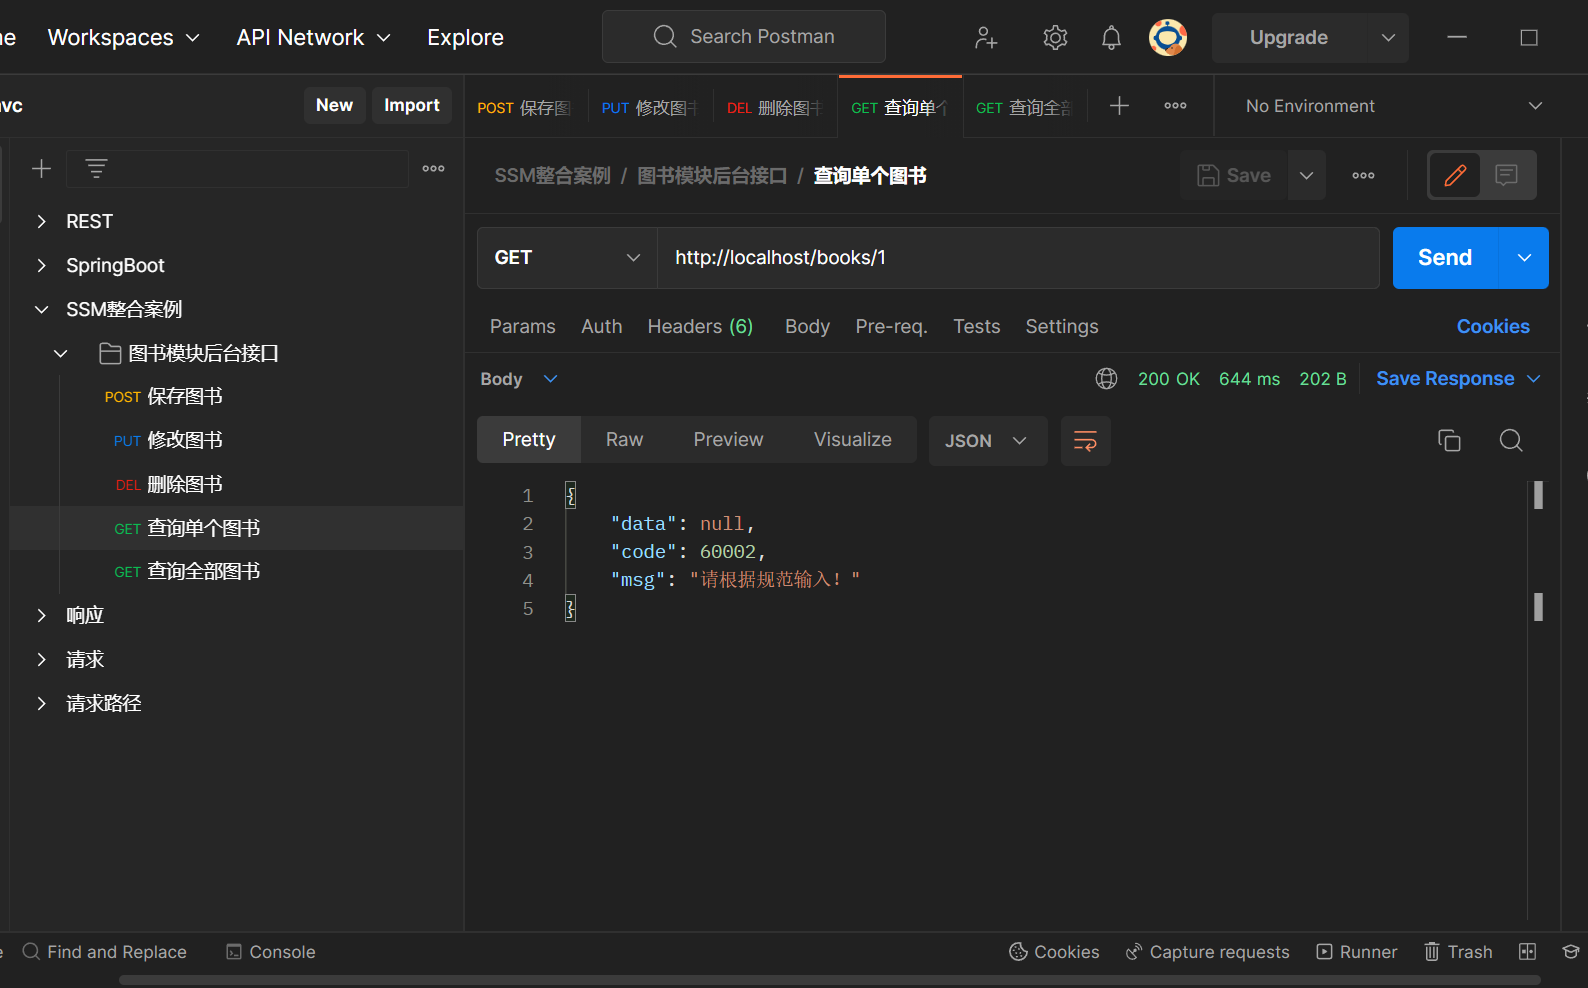 Workspaces API Network Explore Search Postman Upgrade
New Import POST 保存图 PUT 修改图 DEL 删除图 GET 查询单 GET 查询全 No Environment
SSM整合案例 / 图书模块后台接口 / 查询单个图书 Save
REST
SpringBoot
SSM整合案例
图书模块后台接口
POST 保存图书
PUT 修改图书
DEL 删除图书
GET 查询单个图书
GET 查询全部图书
响应
请求
请求路径
GET http://localhost/books/1 Send
Params Auth Headers (6) Body Pre-req. Tests Settings Cookies
Body 200 OK 644 ms 202 B Save Response
Pretty Raw Preview Visualize JSON
1 {
2 "data": null,
3 "code": 60002,
4 "msg": "请根据规范输入！"
5 }
Find and Replace Console Cookies Capture requests Runner Trash